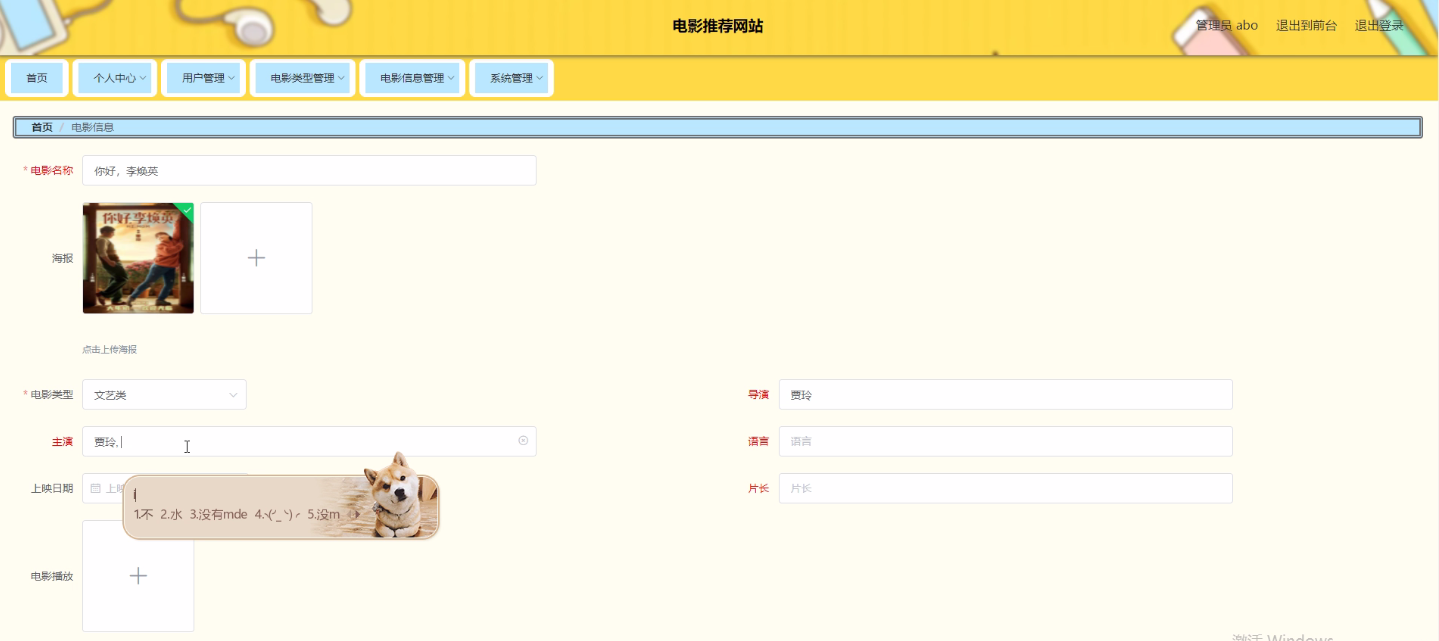 电影推荐网站
管理员 abo 退出到前台 退出登录
首页 个人中心 用户管理 电影类型管理 电影信息管理 系统管理
首页 / 电影信息
* 电影名称 你好，李焕英
海报 你好,李焕英
点击上传海报
* 电影类型 文艺类 导演 贾玲
主演 贾玲, 语言 语言
上映日期 上映 片长 片长
1.不 2.水 3.没有mde 5.没m
电影播放
激活 Windows